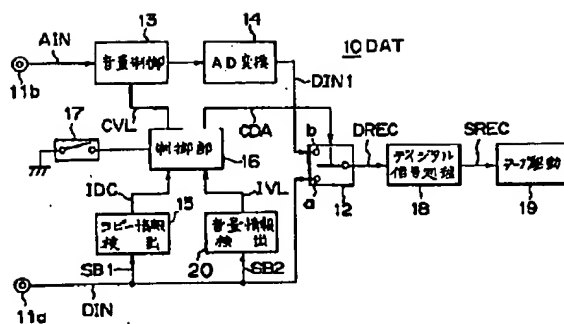 13
14
10 DAT
AIN
音量制御
AD変換
11b
DIN1
17
CVL
CDA
制御部
16
b
a
12
DREC
ディジタル
信号処理
18
SREC
テープ駆動
19
IDC
15
IVL
コピー情報
検出
音量情報
検出
20
SB1
SB2
DIN
11a